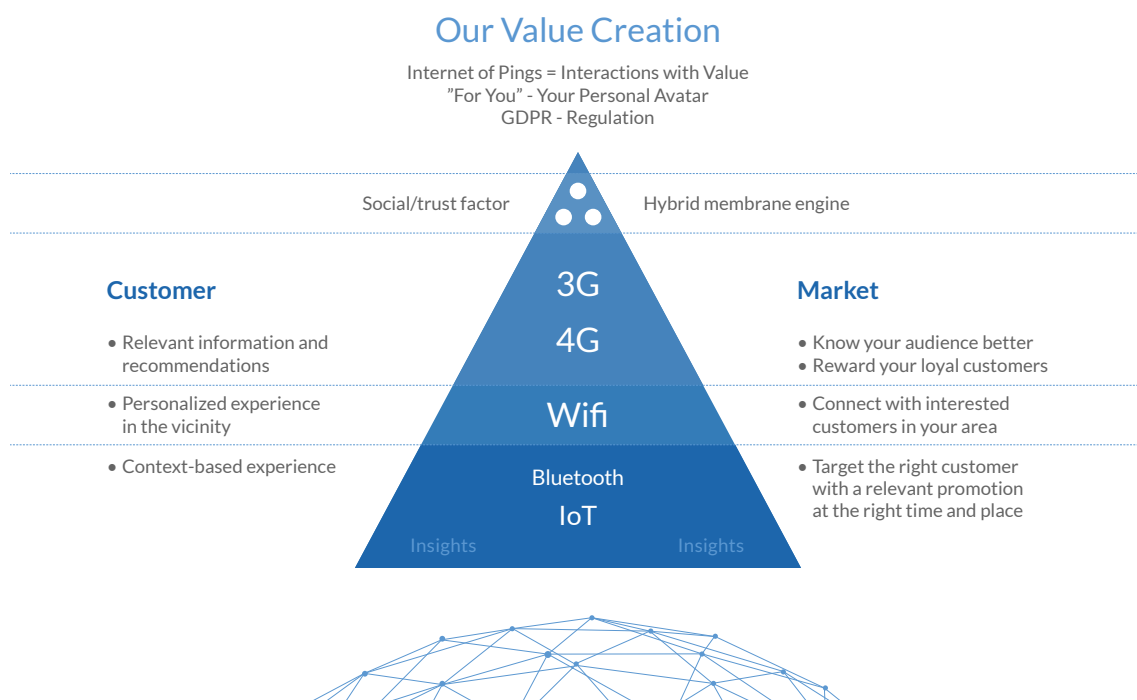 Our Value Creation
Internet of Pings = Interactions with Value
”For You” - Your Personal Avatar
GDPR - Regulation
Social/trust factor
Hybrid membrane engine
3G
4G
Wifi
Bluetooth
IoT
Insights
Insights
Customer
• Relevant information and
recommendations
• Personalized experience
in the vicinity
• Context-based experience
Market
• Know your audience better
• Reward your loyal customers
• Connect with interested
customers in your area
• Target the right customer
with a relevant promotion
at the right time and place